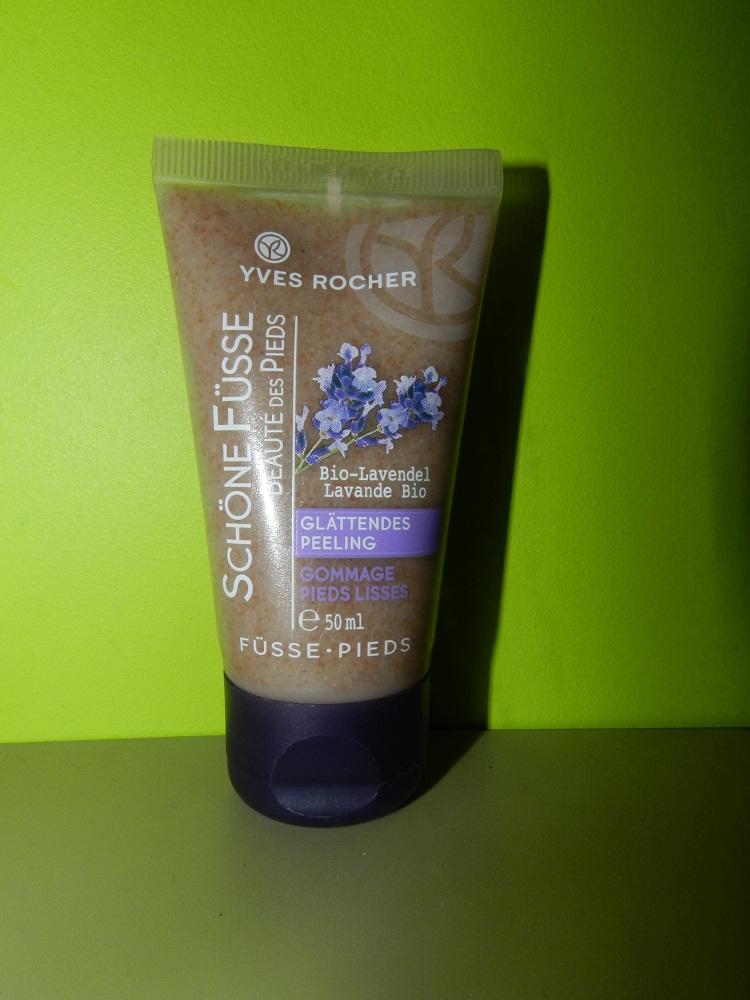 YVES ROCHER
SCHÖNE FÜSSE
BEAUTÉ DES PIEDS
Bio-Lavendel
Lavande Bio
GLÄTTENDES
PEELING
GOMMAGE
PIEDS LISSES
e 50 ml
FÜSSE·PIEDS